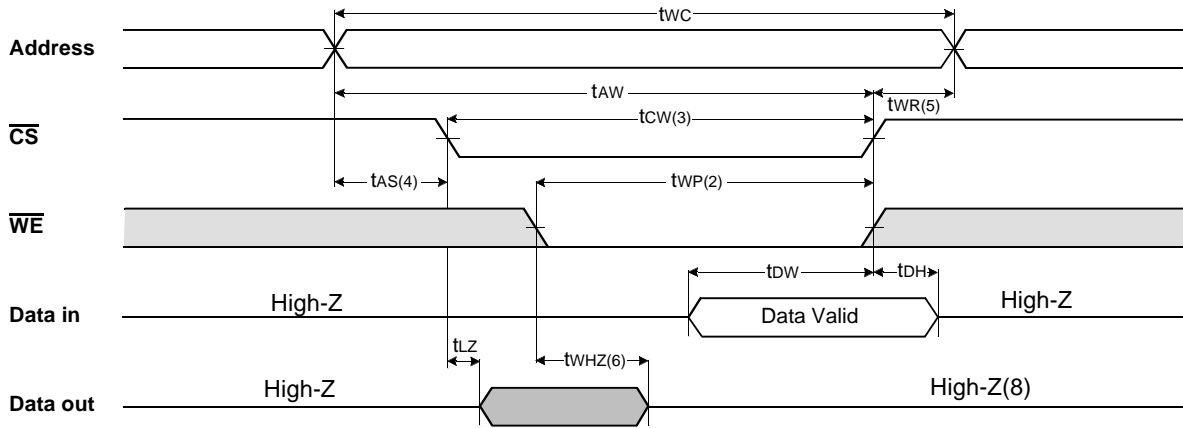 tWC
Address
tAW
tWR(5)
tCW(3)
CS
tAS(4)
tWP(2)
WE
tDW
tDH
Data in
High-Z
Data Valid
High-Z
tLZ
tWHZ(6)
Data out
High-Z
High-Z(8)